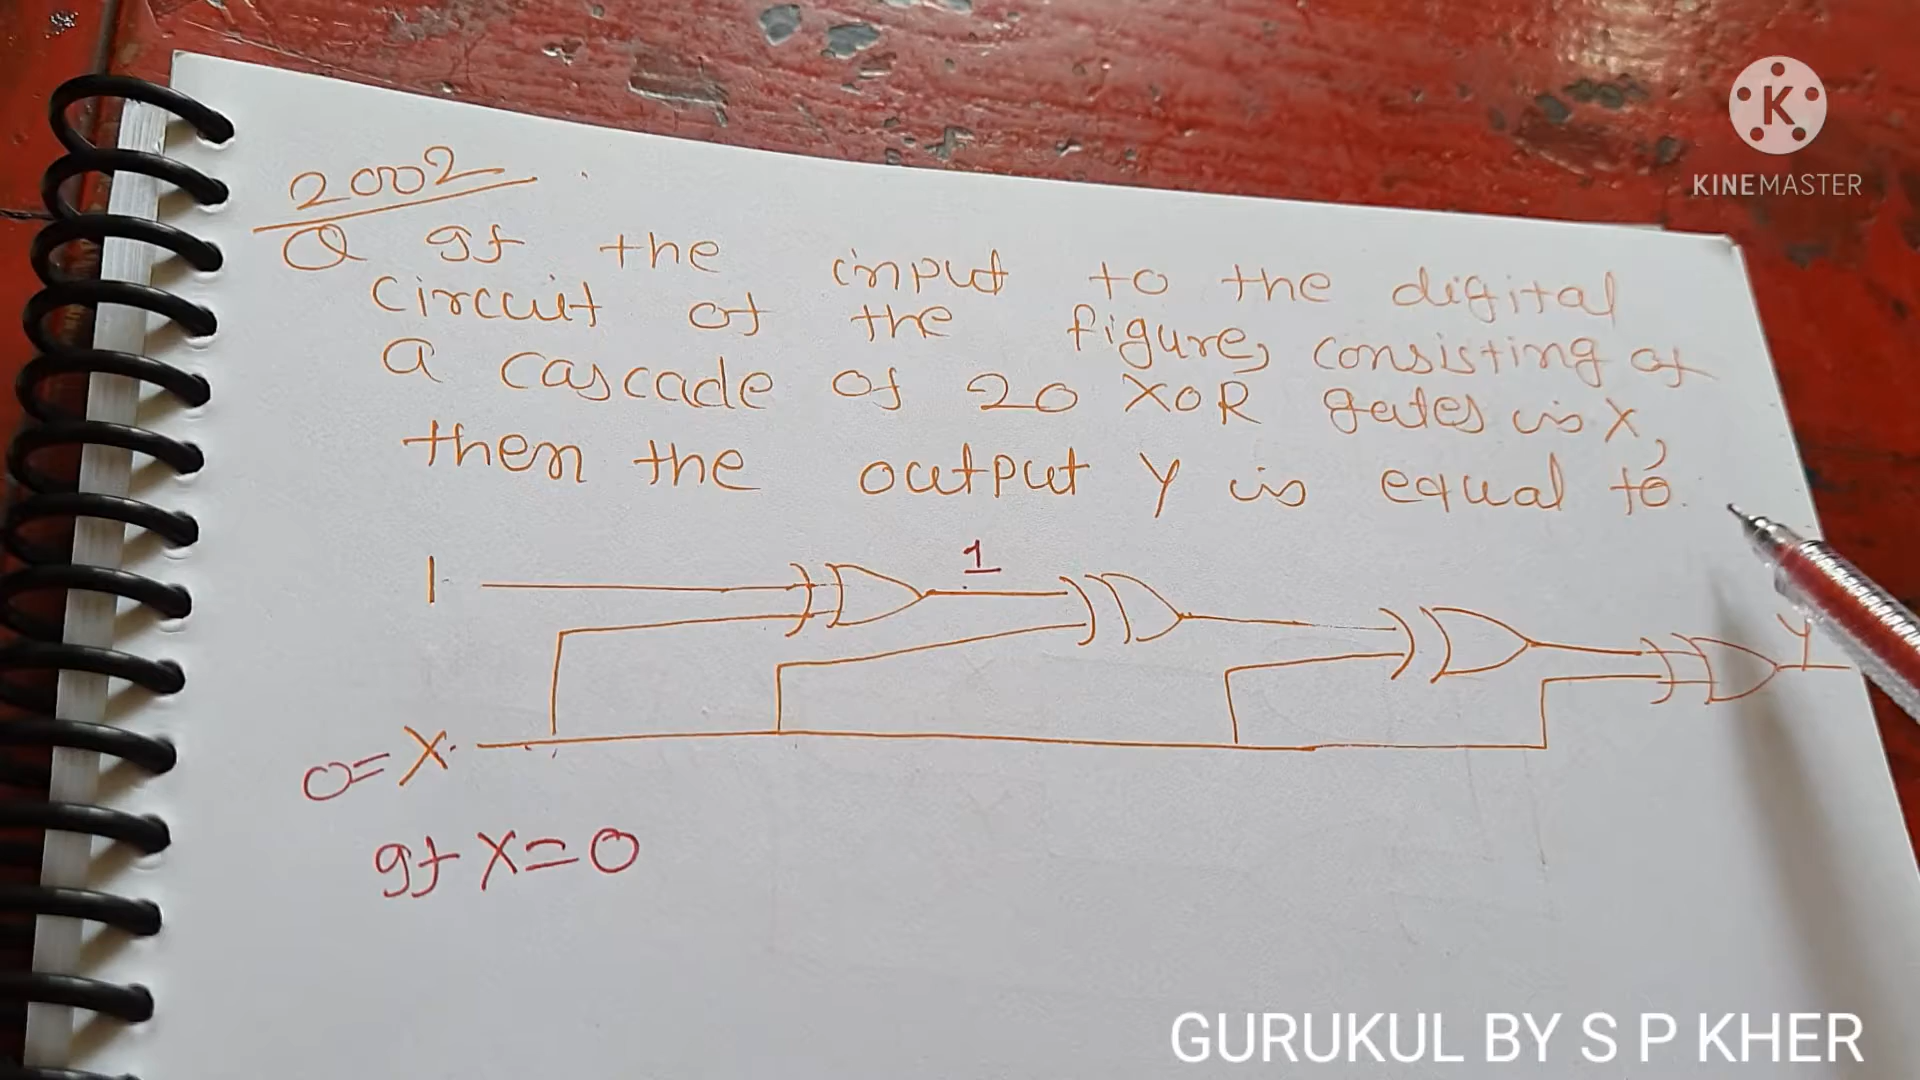 K
KINEMASTER
2002
Q If the input to the digital
circuit of the figure, consisting of
a cascade of 20 XOR gates is X,
then the output Y is equal to
1
1
Y
0=X
If X=0
GURUKUL BY S P KHER